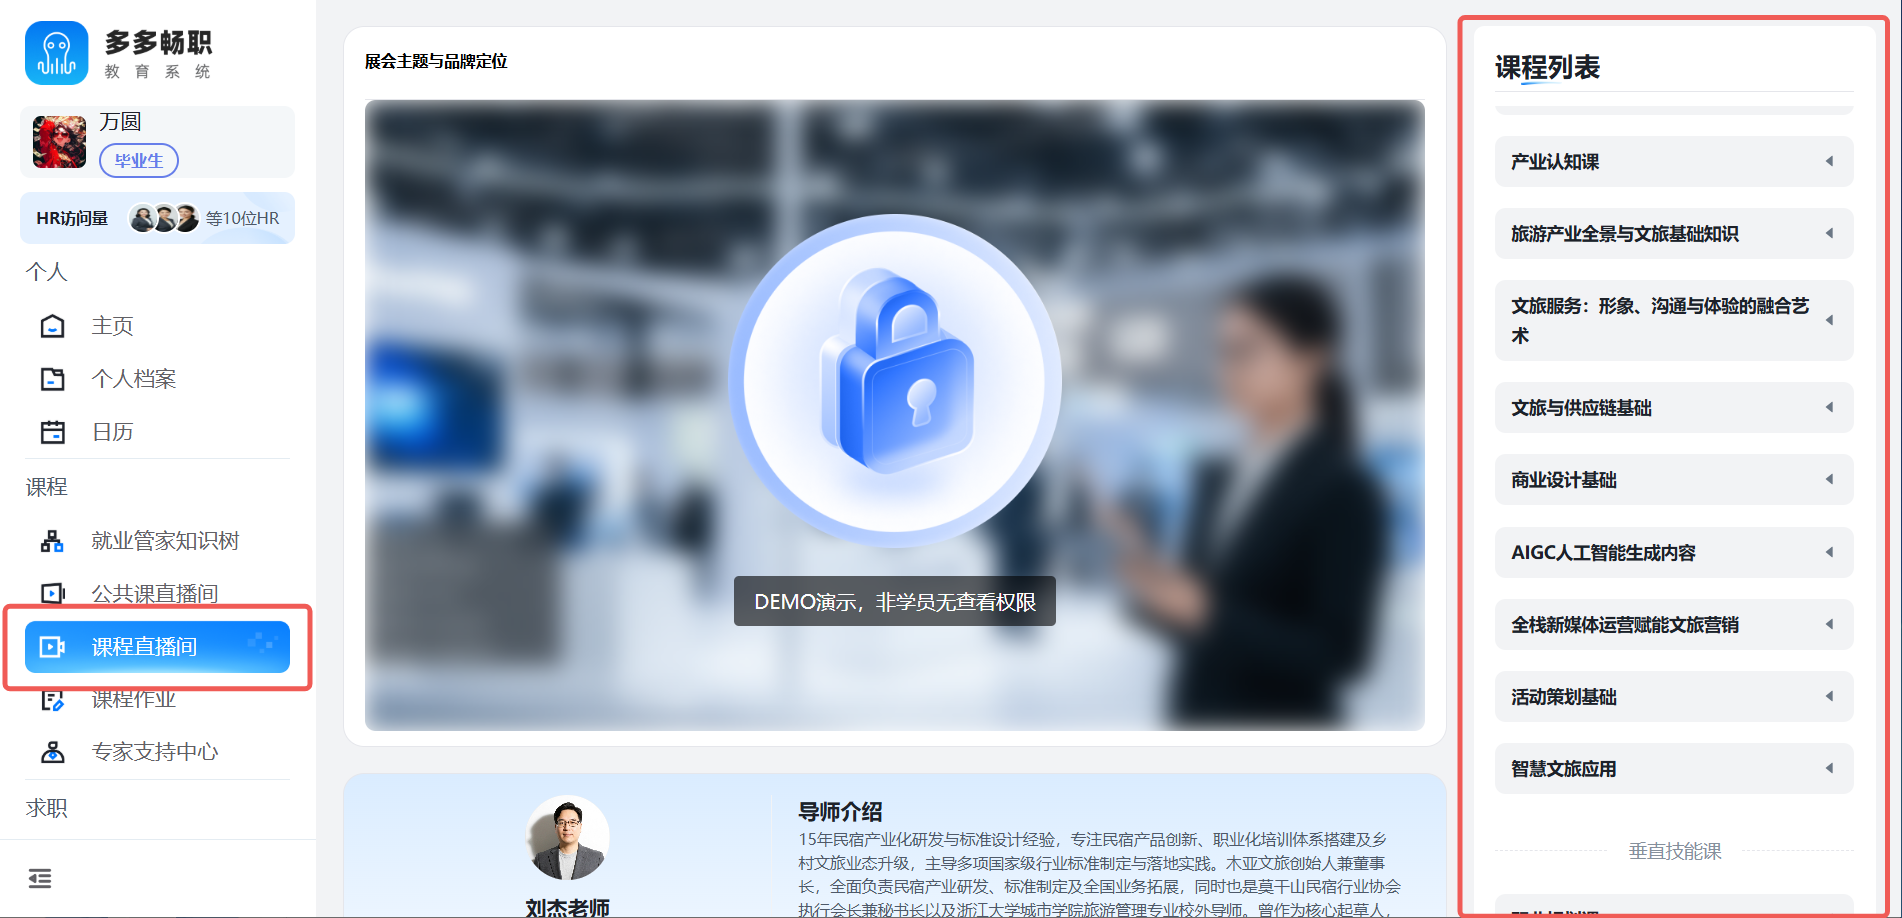 多多畅职
教育系统
万圆
毕业生
HR访问量
等10位HR
个人
主页
个人档案
日历
课程
就业管家知识树
公共课直播间
课程直播间
课程作业
专家支持中心
求职
展会主题与品牌定位
DEMO演示，非学员无查看权限
刘杰老师
导师介绍
15年民宿产业化研发与标准设计经验，专注民宿产品创新、职业化培训体系搭建及乡
村文旅业态升级，主导多项国家级行业标准制定与落地实践。木亚文旅创始人兼董事
长，全面负责民宿产业研发、标准制定及全国业务拓展，同时也是莫干山民宿行业协会
执行会长兼秘书长以及浙江大学城市学院旅游管理专业校外导师。曾作为核心起草人，
课程列表
产业认知课
旅游产业全景与文旅基础知识
文旅服务：形象、沟通与体验的融合艺
术
文旅与供应链基础
商业设计基础
AIGC人工智能生成内容
全栈新媒体运营赋能文旅营销
活动策划基础
智慧文旅应用
垂直技能课